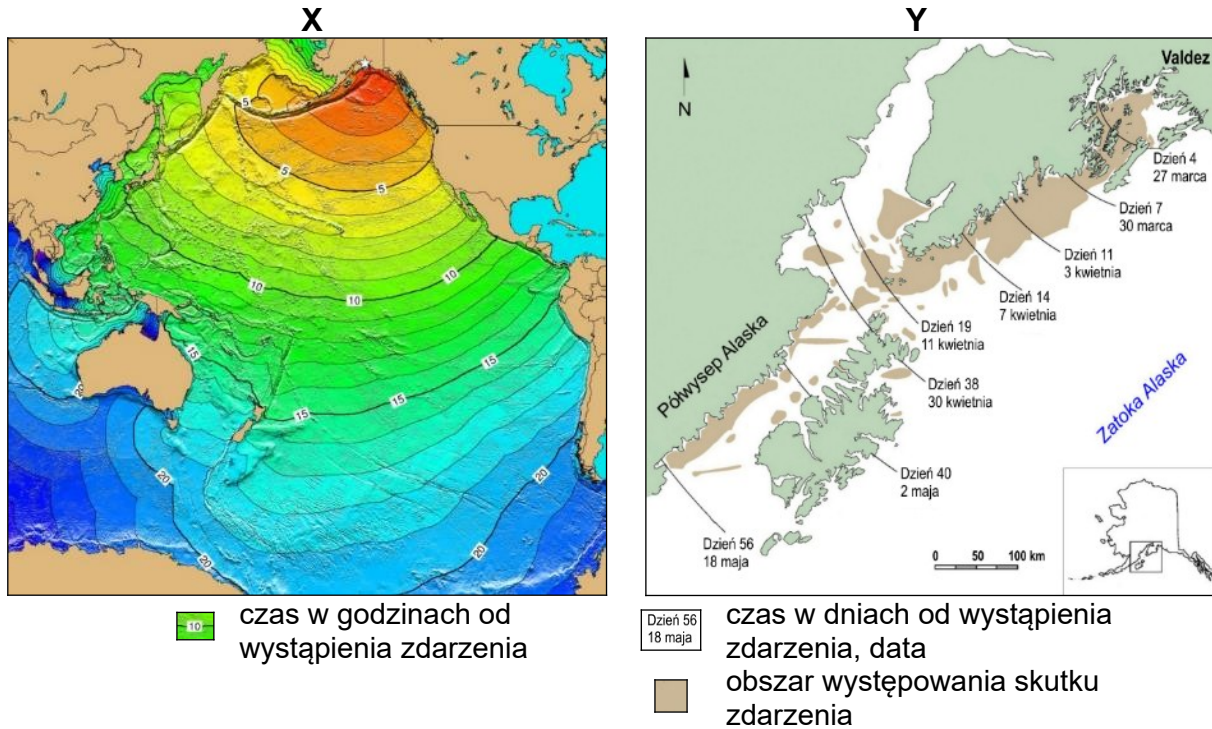 X
5
5
5
10
10
10
15
15
15
15
20
20
20
20
10
czas w godzinach od
wystąpienia zdarzenia
Y
Valdez
N
Dzień 4
27 marca
Dzień 7
30 marca
Dzień 11
3 kwietnia
Dzień 14
7 kwietnia
Dzień 19
11 kwietnia
Dzień 38
30 kwietnia
Półwysep Alaska
Zatoka Alaska
Dzień 40
2 maja
Dzień 56
18 maja
0 50 100 km
Dzień 56
18 maja
czas w dniach od wystąpienia
zdarzenia, data
obszar występowania skutku
zdarzenia